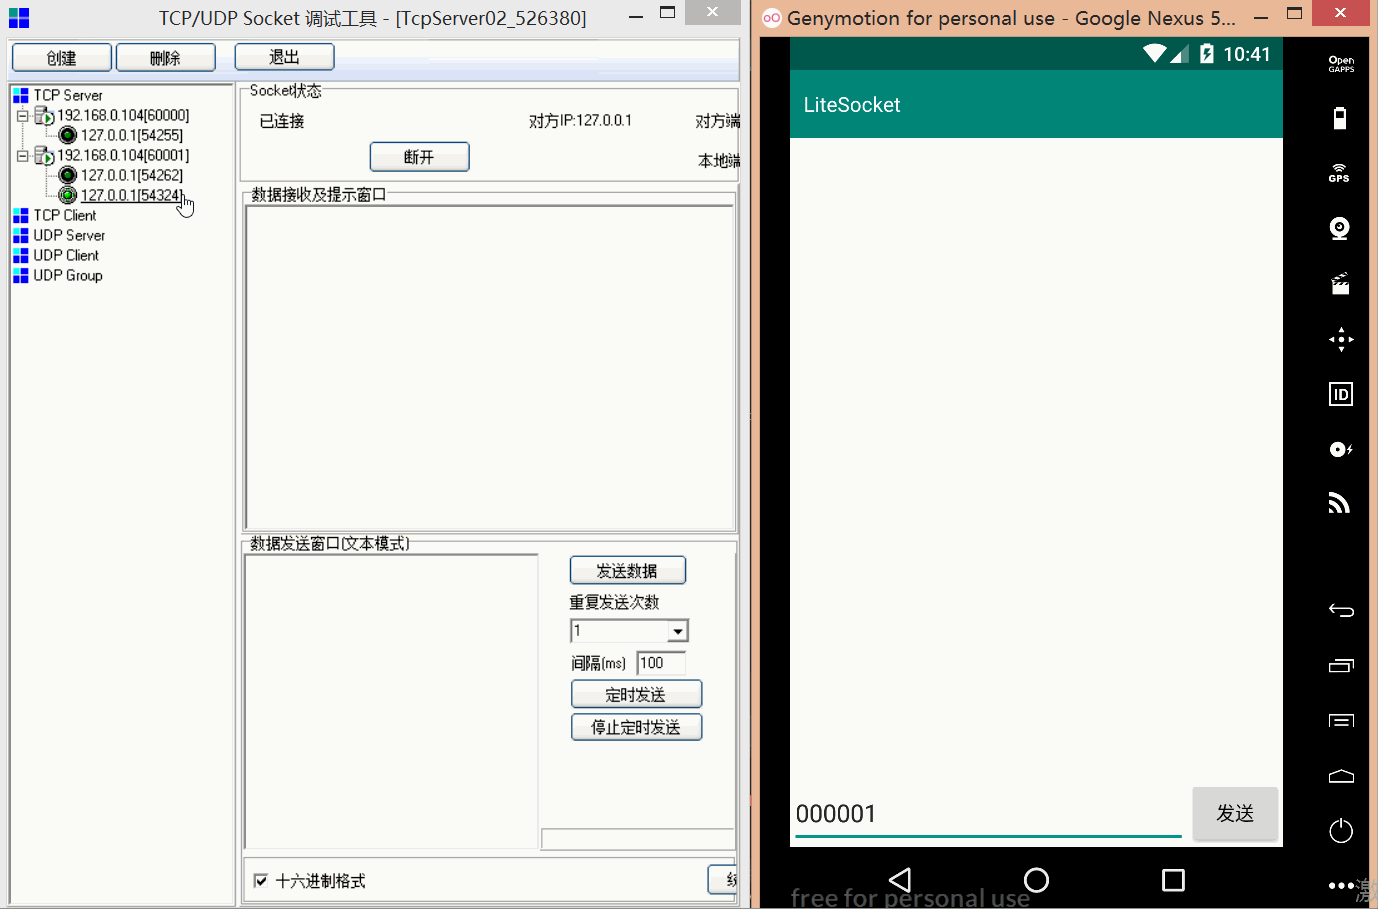 TCP/UDP Socket 调试工具 - [TcpServer02_526380]
创建
删除
退出
TCP Server
192.168.0.104[60000]
127.0.0.1[54255]
192.168.0.104[60001]
127.0.0.1[54262]
127.0.0.1[54324]
TCP Client
UDP Server
UDP Client
UDP Group
Socket状态
已连接
对方IP:127.0.0.1
对方端
断开
本地端
数据接收及提示窗口
数据发送窗口(文本模式)
发送数据
重复发送次数
1
间隔(ms)
100
定时发送
停止定时发送
十六进制格式
Genymotion for personal use - Google Nexus 5...
10:41
LiteSocket
000001
发送
Open
GAPPS
GPS
ID
free for personal use
激